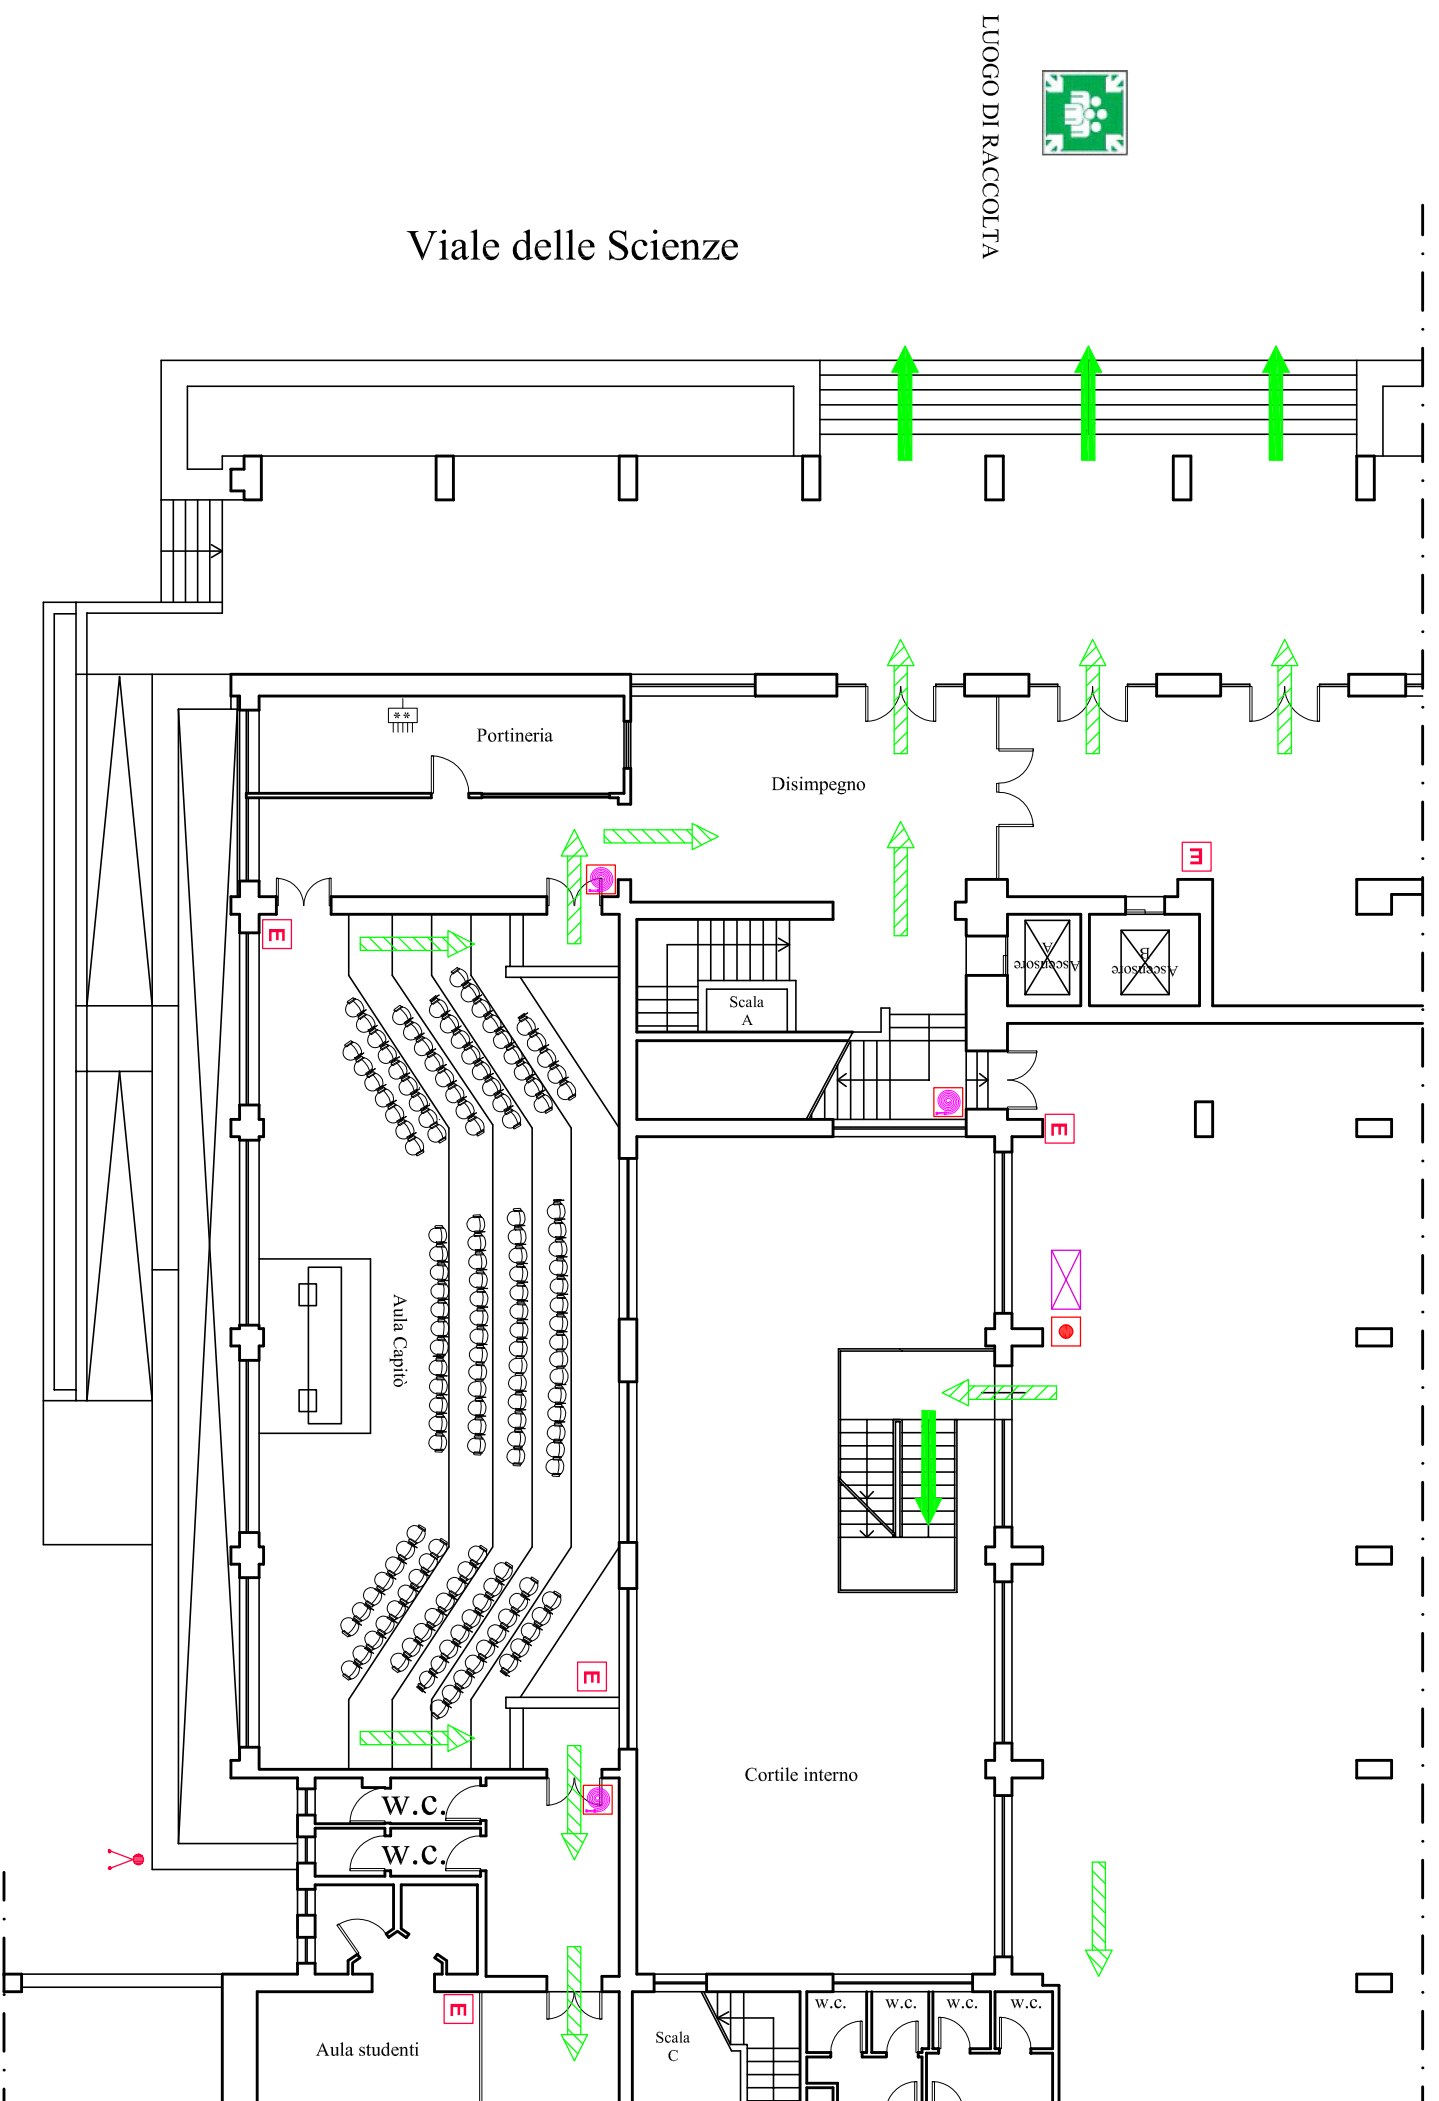 LUOGO DI RACCOLTA
Viale delle Scienze
**
Portineria
Disimpegno
E
E
Ascensore
A
Ascensore
B
Scala
A
E
Aula Capitò
E
Cortile interno
w.c.
w.c.
E
Aula studenti
Scala
C
w.c.
w.c.
w.c.
w.c.